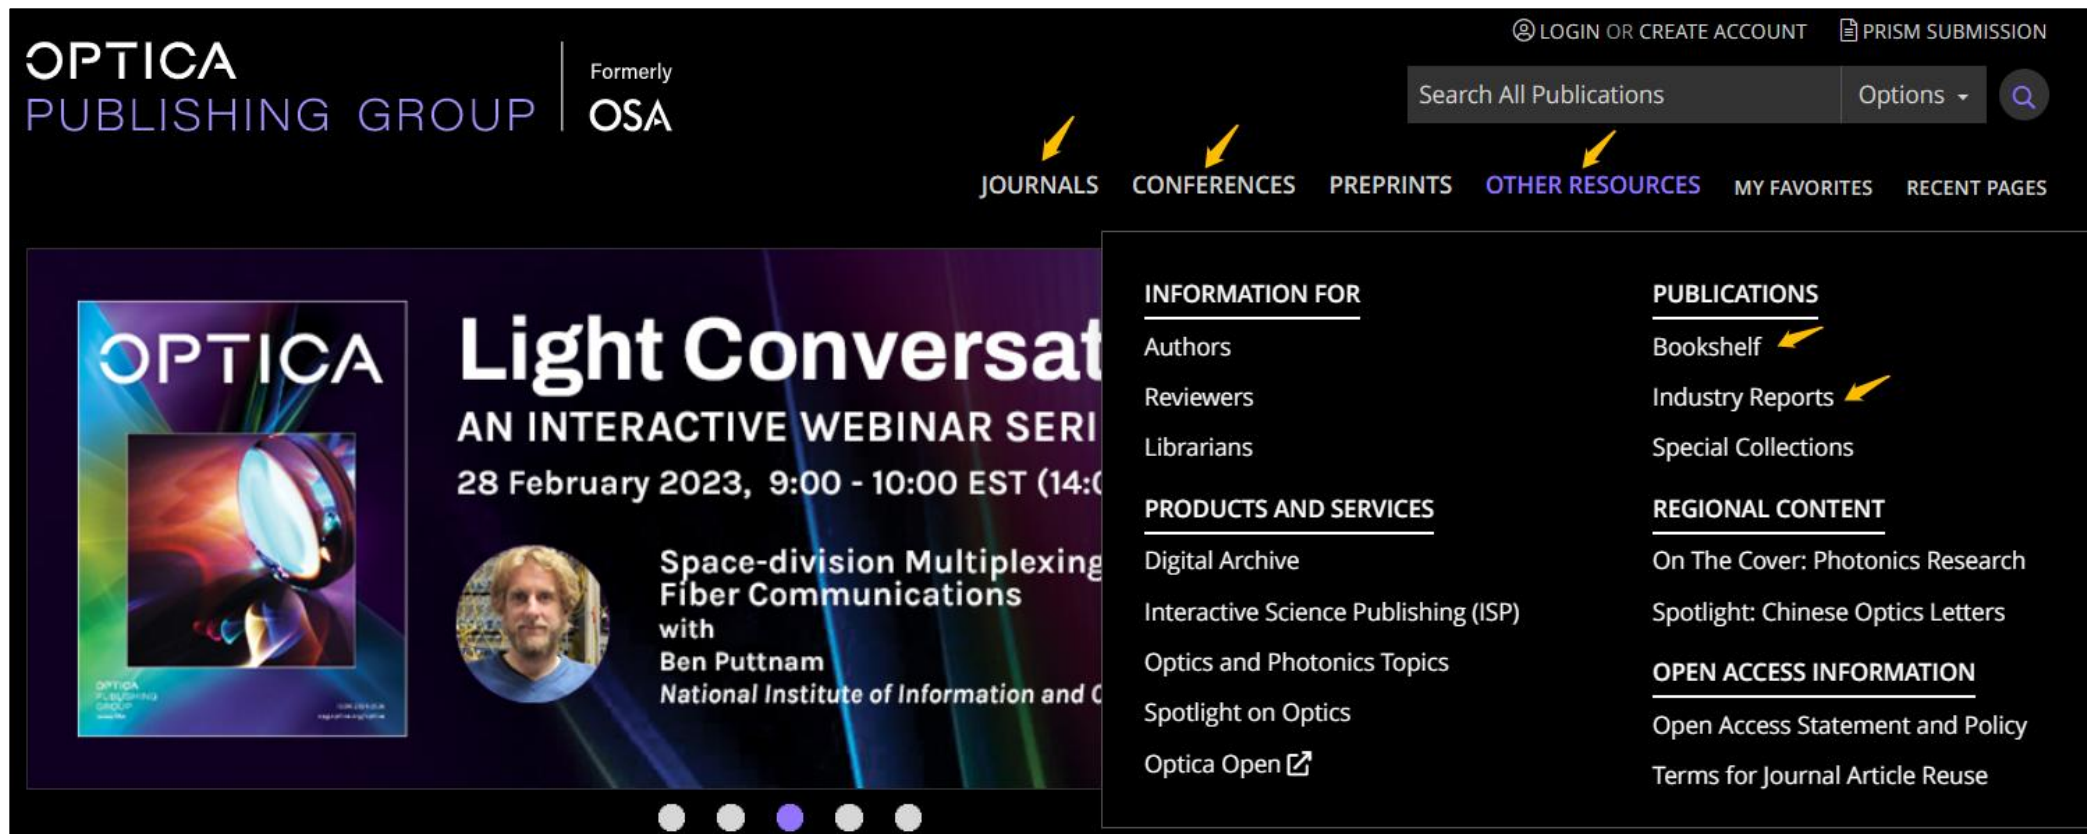 LOGIN OR CREATE ACCOUNT PRISM SUBMISSION
OPTICA
PUBLISHING GROUP
Formerly
OSA
Search All Publications Options
JOURNALS CONFERENCES PREPRINTS OTHER RESOURCES MY FAVORITES RECENT PAGES
OPTICA
OPTICA
PUBLISHING
GROUP
Light Conversat
AN INTERACTIVE WEBINAR SERI
28 February 2023, 9:00 - 10:00 EST (14:0
Space-division Multiplexing
Fiber Communications
with
Ben Puttnam
National Institute of Information and C
INFORMATION FOR
Authors
Reviewers
Librarians
PRODUCTS AND SERVICES
Digital Archive
Interactive Science Publishing (ISP)
Optics and Photonics Topics
Spotlight on Optics
Optica Open
PUBLICATIONS
Bookshelf
Industry Reports
Special Collections
REGIONAL CONTENT
On The Cover: Photonics Research
Spotlight: Chinese Optics Letters
OPEN ACCESS INFORMATION
Open Access Statement and Policy
Terms for Journal Article Reuse